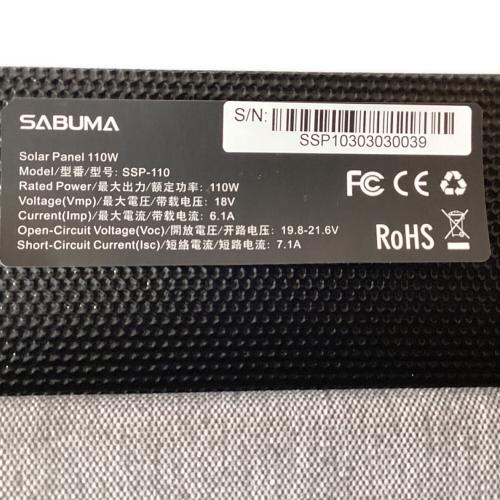 SABUMA
S/N:
SSP10303030039
Solar Panel 110W
Model/型番/型号: SSP-110
Rated Power/最大出力/额定功率: 110W
Voltage(Vmp)/最大電圧/带载电压: 18V
Current(Imp)/最大電流/带载电流: 6.1A
Open-Circuit Voltage(Voc)/開放電圧/开路电压: 19.8-21.6V
Short-Circuit Current(Isc)/短絡電流/短路电流: 7.1A
FC CE
RoHS